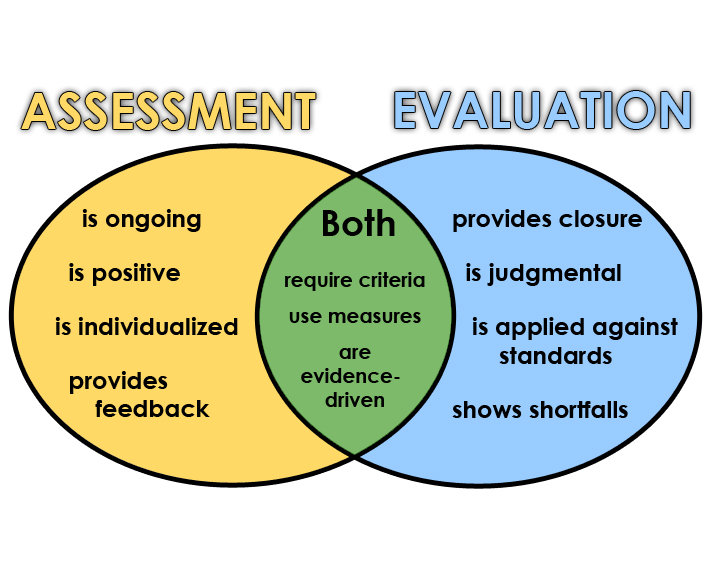 ASSESSMENT
EVALUATION
is ongoing
is positive
is individualized
provides
feedback
Both
require criteria
use measures
are
evidence-
driven
provides closure
is judgmental
is applied against
standards
shows shortfalls